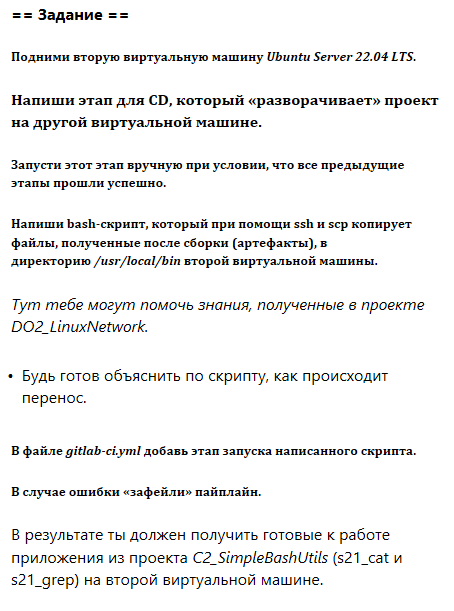 == Задание ==
Подними вторую виртуальную машину Ubuntu Server 22.04 LTS.
Напиши этап для CD, который «разворачивает» проект
на другой виртуальной машине.
Запусти этот этап вручную при условии, что все предыдущие
этапы прошли успешно.
Напиши bash-скрипт, который при помощи ssh и scp копирует
файлы, полученные после сборки (артефакты), в
директорию /usr/local/bin второй виртуальной машины.
Тут тебе могут помочь знания, полученные в проекте
DO2_LinuxNetwork.
• Будь готов объяснить по скрипту, как происходит
перенос.
В файле gitlab-ci.yml добавь этап запуска написанного скрипта.
В случае ошибки «зафейли» пайплайн.
В результате ты должен получить готовые к работе
приложения из проекта C2_SimpleBashUtils (s21_cat и
s21_grep) на второй виртуальной машине.